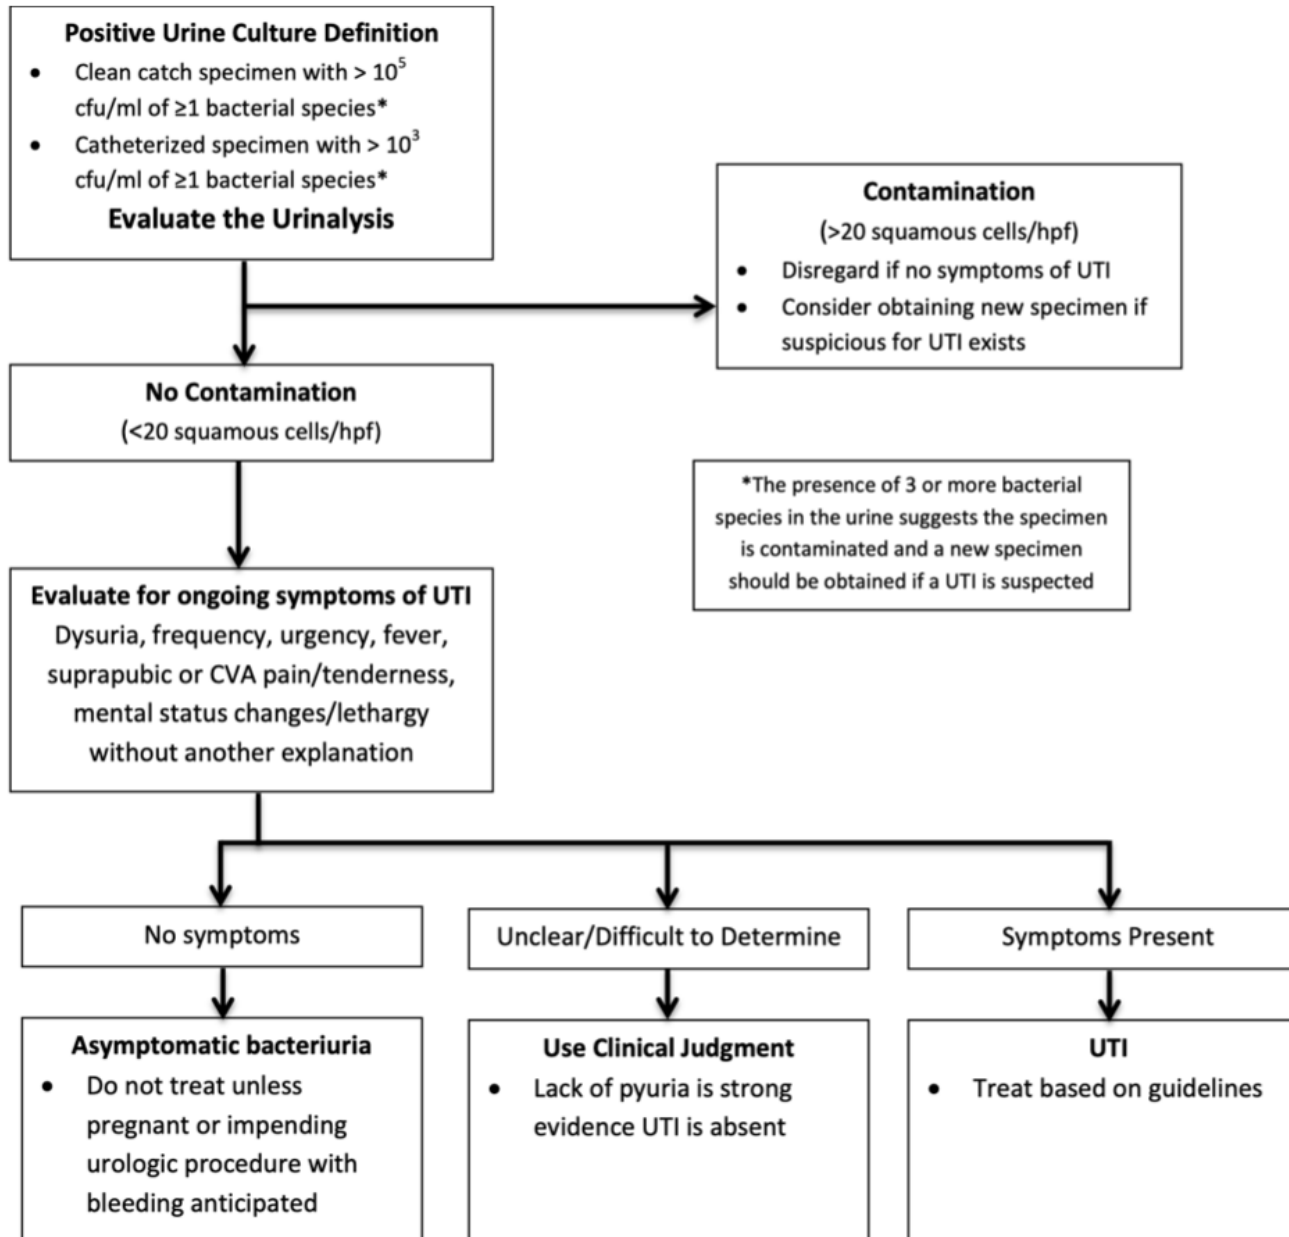 Positive Urine Culture Definition
• Clean catch specimen with > 10⁵
cfu/ml of ≥1 bacterial species*
• Catheterized specimen with > 10³
cfu/ml of ≥1 bacterial species*
Evaluate the Urinalysis
Contamination
(>20 squamous cells/hpf)
• Disregard if no symptoms of UTI
• Consider obtaining new specimen if
suspicious for UTI exists
No Contamination
(<20 squamous cells/hpf)
*The presence of 3 or more bacterial
species in the urine suggests the specimen
is contaminated and a new specimen
should be obtained if a UTI is suspected
Evaluate for ongoing symptoms of UTI
Dysuria, frequency, urgency, fever,
suprapubic or CVA pain/tenderness,
mental status changes/lethargy
without another explanation
No symptoms
Unclear/Difficult to Determine
Symptoms Present
Asymptomatic bacteriuria
• Do not treat unless
pregnant or impending
urologic procedure with
bleeding anticipated
Use Clinical Judgment
• Lack of pyuria is strong
evidence UTI is absent
UTI
• Treat based on guidelines